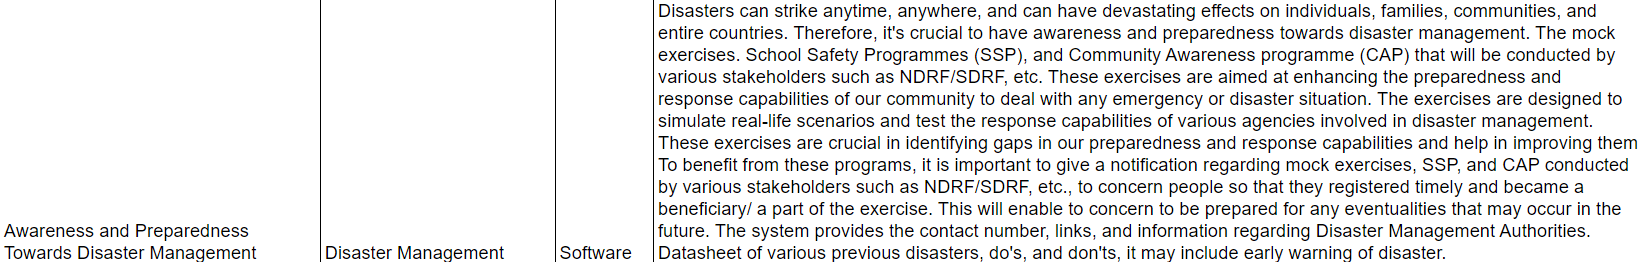 Awareness and Preparedness
Towards Disaster Management
Disaster Management
Software
Disasters can strike anytime, anywhere, and can have devastating effects on individuals, families, communities, and
entire countries. Therefore, it's crucial to have awareness and preparedness towards disaster management. The mock
exercises. School Safety Programmes (SSP), and Community Awareness programme (CAP) that will be conducted by
various stakeholders such as NDRF/SDRF, etc. These exercises are aimed at enhancing the preparedness and
response capabilities of our community to deal with any emergency or disaster situation. The exercises are designed to
simulate real-life scenarios and test the response capabilities of various agencies involved in disaster management.
These exercises are crucial in identifying gaps in our preparedness and response capabilities and help in improving them
To benefit from these programs, it is important to give a notification regarding mock exercises, SSP, and CAP conducted
by various stakeholders such as NDRF/SDRF, etc., to concern people so that they registered timely and became a
beneficiary/ a part of the exercise. This will enable to concern to be prepared for any eventualities that may occur in the
future. The system provides the contact number, links, and information regarding Disaster Management Authorities.
Datasheet of various previous disasters, do's, and don'ts, it may include early warning of disaster.